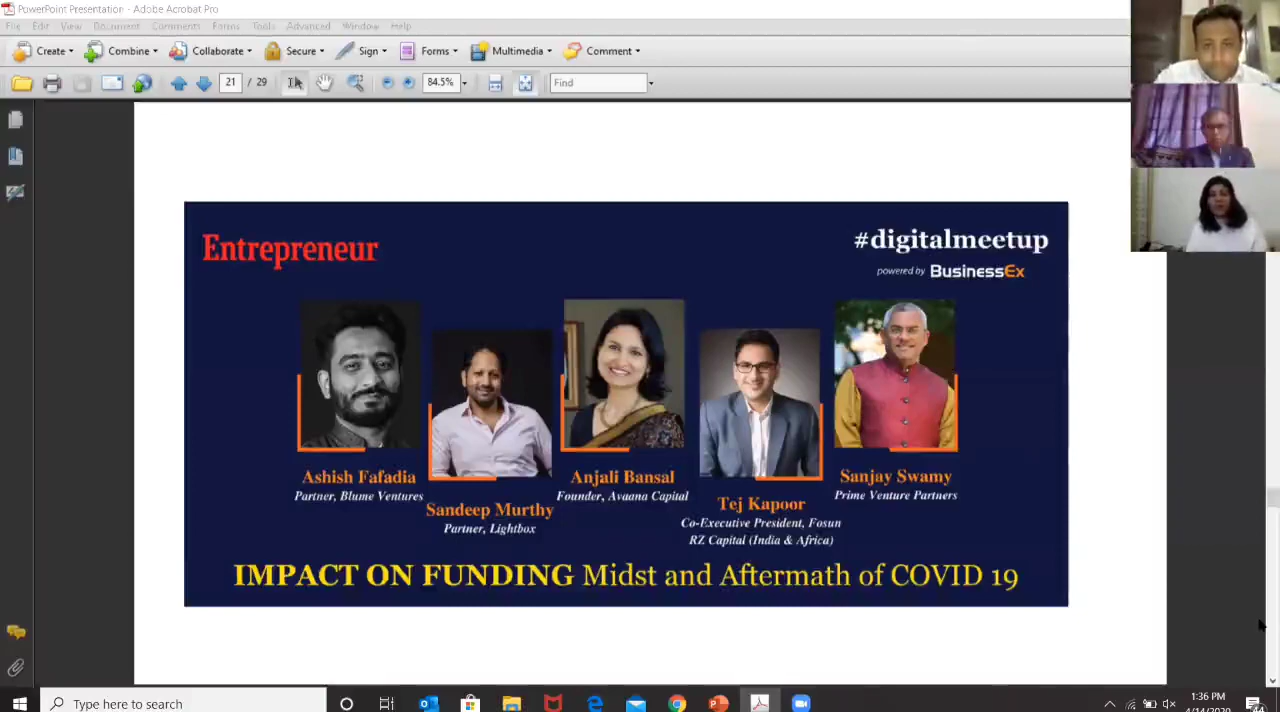 PowerPoint Presentation - Adobe Acrobat Pro
File Edit View Document Comments Forms Tools Advanced Window Help
Create Combine Collaborate Secure Sign Forms Multimedia Comment
21 / 29 84.5% Find
Entrepreneur
#digitalmeetup
powered by BusinessEx
Ashish Fafadia
Partner, Blume Ventures
Sandeep Murthy
Partner, Lightbox
Anjali Bansal
Founder, Avaana Capital
Tej Kapoor
Co-Executive President, Fosun
RZ Capital (India & Africa)
Sanjay Swamy
Prime Venture Partners
IMPACT ON FUNDING Midst and Aftermath of COVID 19
Type here to search
1:36 PM
4/14/2020
44